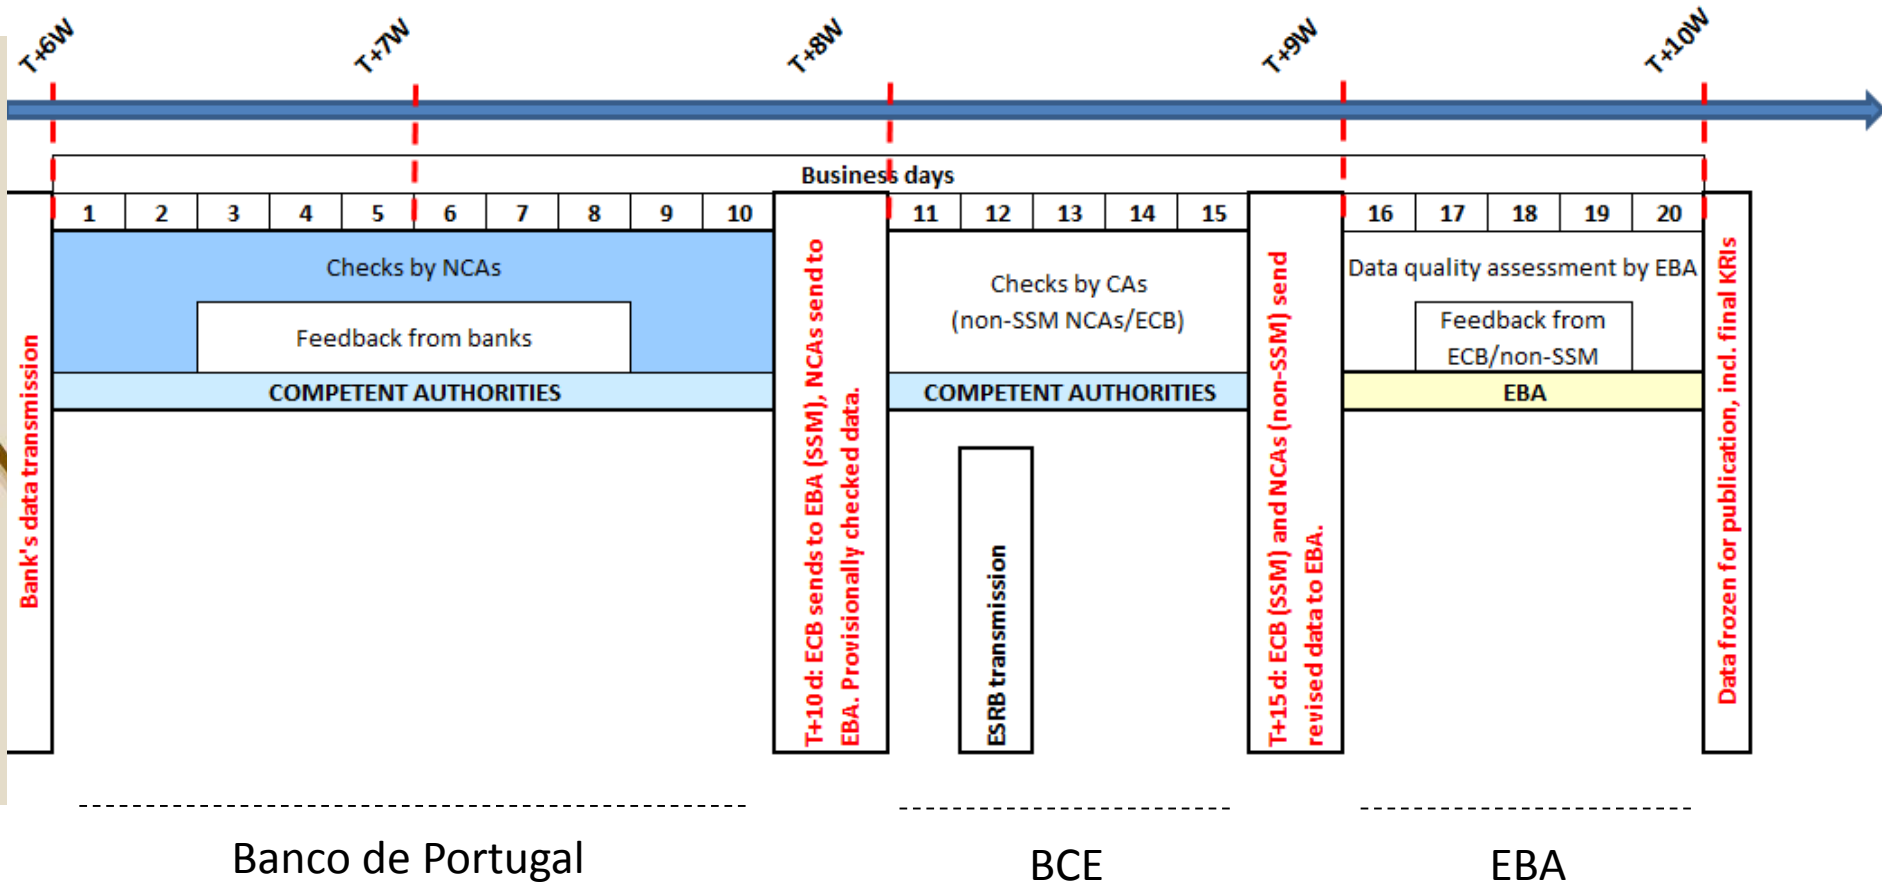 T+6W
T+7W
T+8W
T+9W
T+10W
Business days
1 2 3 4 5 6 7 8 9 10 11 12 13 14 15 16 17 18 19 20
Bank's data transmission
Checks by NCAs
Feedback from banks
COMPETENT AUTHORITIES
T+10 d: ECB sends to EBA (SSM), NCAs send to
EBA. Provisionally checked data.
Checks by CAs
(non-SSM NCAs/ECB)
COMPETENT AUTHORITIES
ESRB transmission
T+15 d: ECB (SSM) and NCAs (non-SSM) send
revised data to EBA.
Data quality assessment by EBA
Feedback from
ECB/non-SSM
EBA
Data frozen for publication, incl. final KRIs
Banco de Portugal
BCE
EBA